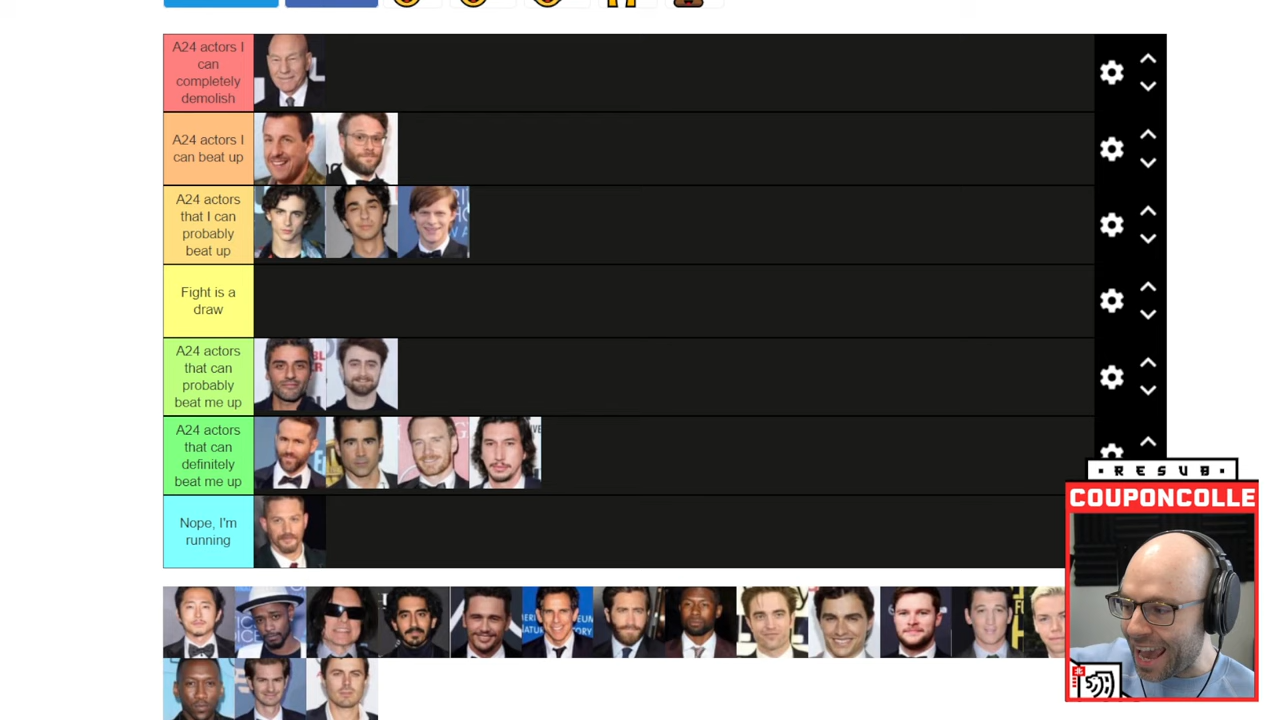 A24 actors I
can
completely
demolish
A24 actors I
can beat up
A24 actors
that I can
probably
beat up
Fight is a
draw
A24 actors
that can
probably
beat me up
A24 actors
that can
definitely
beat me up
Nope, I'm
running
RESUB
COUPONCOLLE